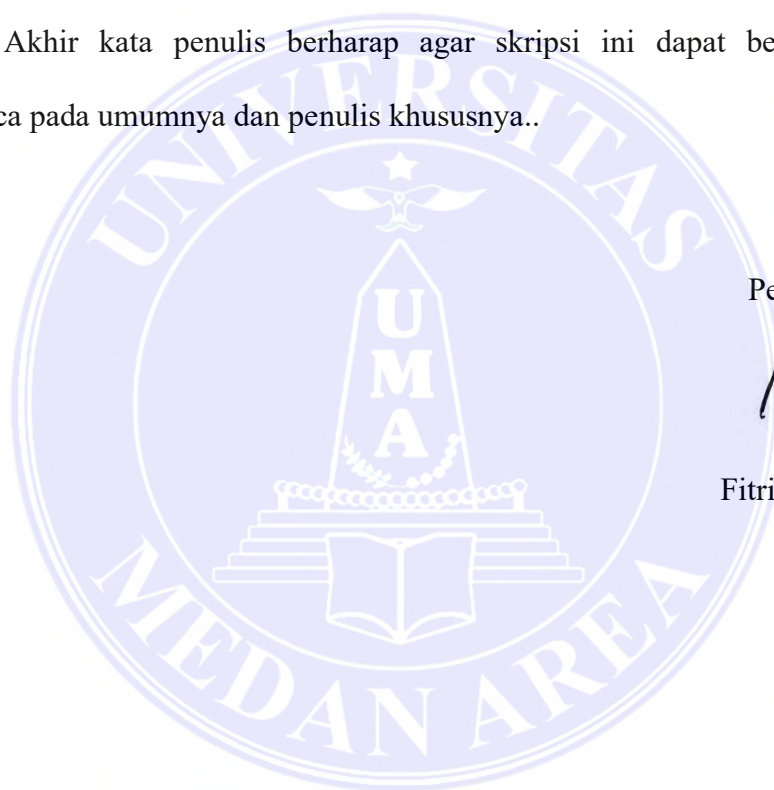 Akhir kata penulis berharap agar skripsi ini dapat be
ca pada umumnya dan penulis khususnya..
UNIVERSITAS
Pe
U
M
A
Fitri
MEDAN AREA